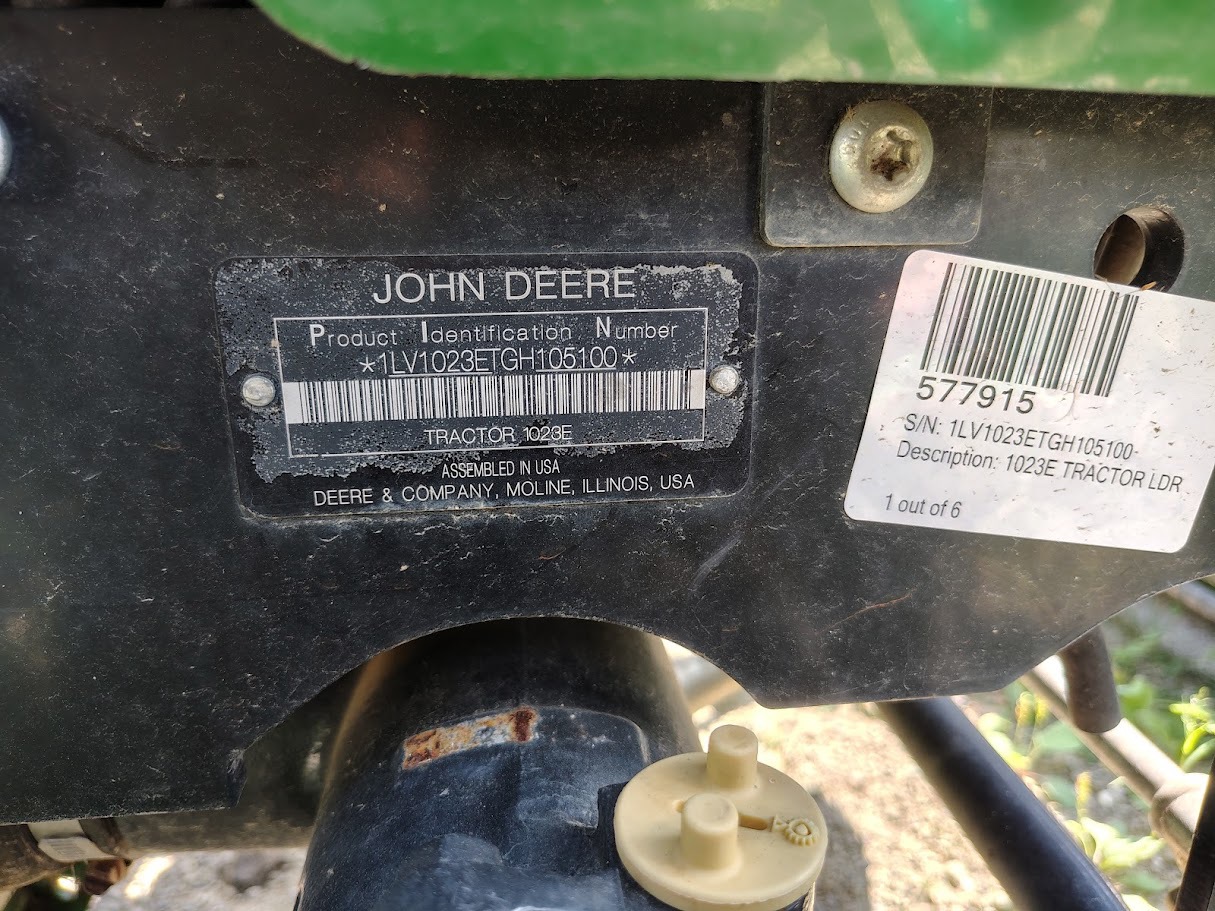 JOHN DEERE
Product Identification Number
*1LV1023ETGH105100*
TRACTOR 1023E
ASSEMBLED IN USA
DEERE & COMPANY, MOLINE, ILLINOIS, USA
577915
S/N: 1LV1023ETGH105100-
Description: 1023E TRACTOR LDR
1 out of 6